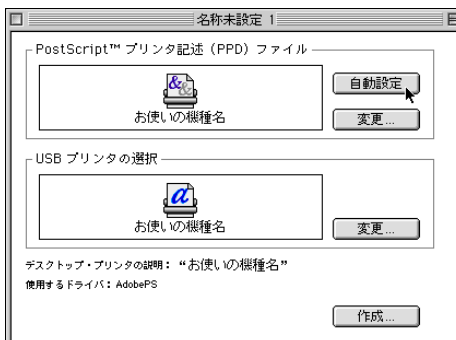 名称未設定 1
PostScript™ プリンタ記述（PPD）ファイル
自動設定
お使いの機種名
変更...
USB プリンタの選択
お使いの機種名
変更...
デスクトップ・プリンタの説明：“お使いの機種名”
使用するドライバ：AdobePS
作成...